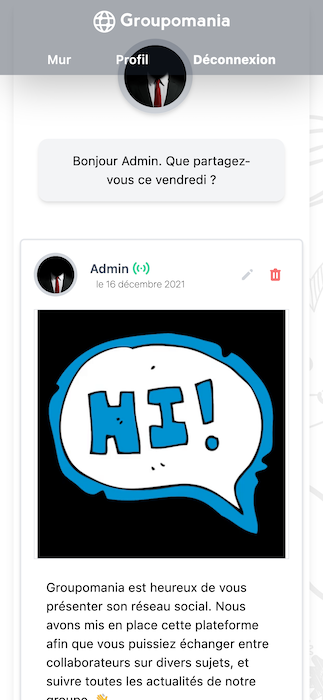 Groupomania
Mur Profil Déconnexion
Bonjour Admin. Que partagez-
vous ce vendredi ?
Admin
le 16 décembre 2021
HI!
Groupomania est heureux de vous
présenter son réseau social. Nous
avons mis en place cette plateforme
afin que vous puissiez échanger entre
collaborateurs sur divers sujets, et
suivre toutes les actualités de notre
groupe. 👋